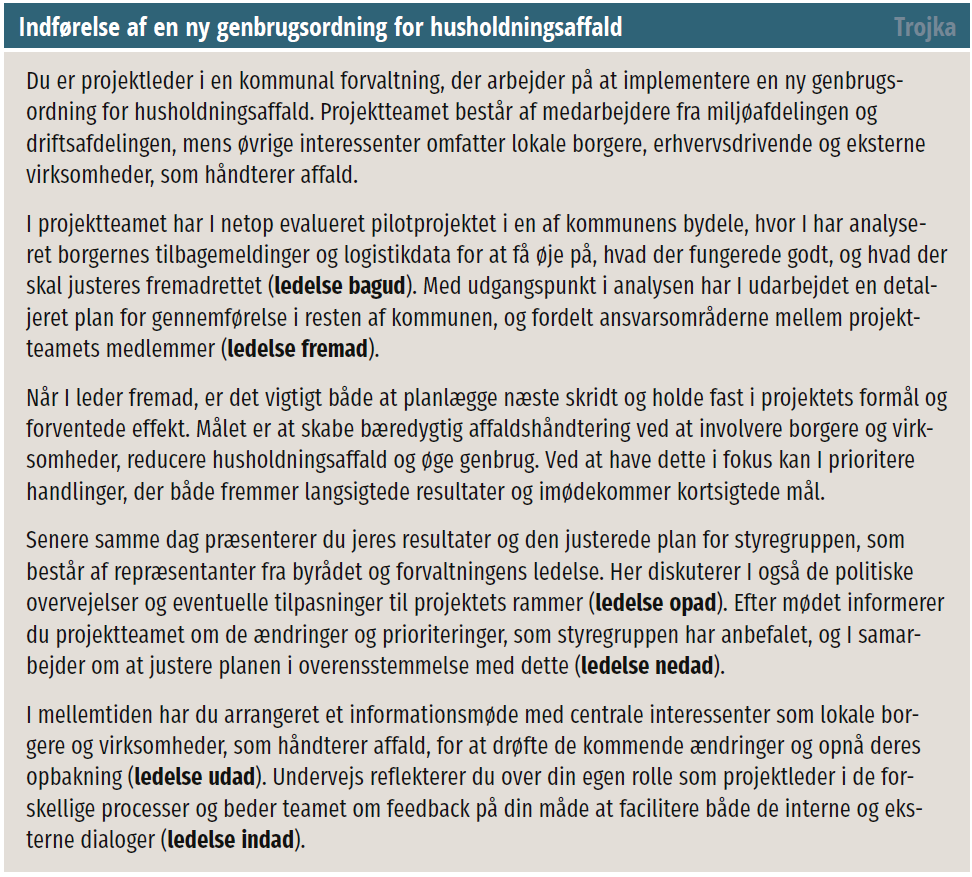 Indførelse af en ny genbrugsordning for husholdningsaffald Trojka
Du er projektleder i en kommunal forvaltning, der arbejder på at implementere en ny genbrugs-
ordning for husholdningsaffald. Projektteamet består af medarbejdere fra miljøafdelingen og
driftsafdelingen, mens øvrige interessenter omfatter lokale borgere, erhvervsdrivende og eksterne
virksomheder, som håndterer affald.
I projektteamet har I netop evalueret pilotprojektet i en af kommunens bydele, hvor I har analyse-
ret borgernes tilbagemeldinger og logistikdata for at få øje på, hvad der fungerede godt, og hvad der
skal justeres fremadrettet (ledelse bagud). Med udgangspunkt i analysen har I udarbejdet en detal-
jeret plan for gennemførelse i resten af kommunen, og fordelt ansvarsområderne mellem projekt-
teamets medlemmer (ledelse fremad).
Når I leder fremad, er det vigtigt både at planlægge næste skridt og holde fast i projektets formål og
forventede effekt. Målet er at skabe bæredygtig affaldshåndtering ved at involvere borgere og virk-
somheder, reducere husholdningsaffald og øge genbrug. Ved at have dette i fokus kan I prioritere
handlinger, der både fremmer langsigtede resultater og imødekommer kortsigtede mål.
Senere samme dag præsenterer du jeres resultater og den justerede plan for styregruppen, som
består af repræsentanter fra byrådet og forvaltningens ledelse. Her diskuterer I også de politiske
overvejelser og eventuelle tilpasninger til projektets rammer (ledelse opad). Efter mødet informerer
du projektteamet om de ændringer og prioriteringer, som styregruppen har anbefalet, og I samar-
bejder om at justere planen i overensstemmelse med dette (ledelse nedad).
I mellemtiden har du arrangeret et informationsmøde med centrale interessenter som lokale bor-
gere og virksomheder, som håndterer affald, for at drøfte de kommende ændringer og opnå deres
opbakning (ledelse udad). Undervejs reflekterer du over din egen rolle som projektleder i de for-
skellige processer og beder teamet om feedback på din måde at facilitere både de interne og eks-
terne dialoger (ledelse indad).